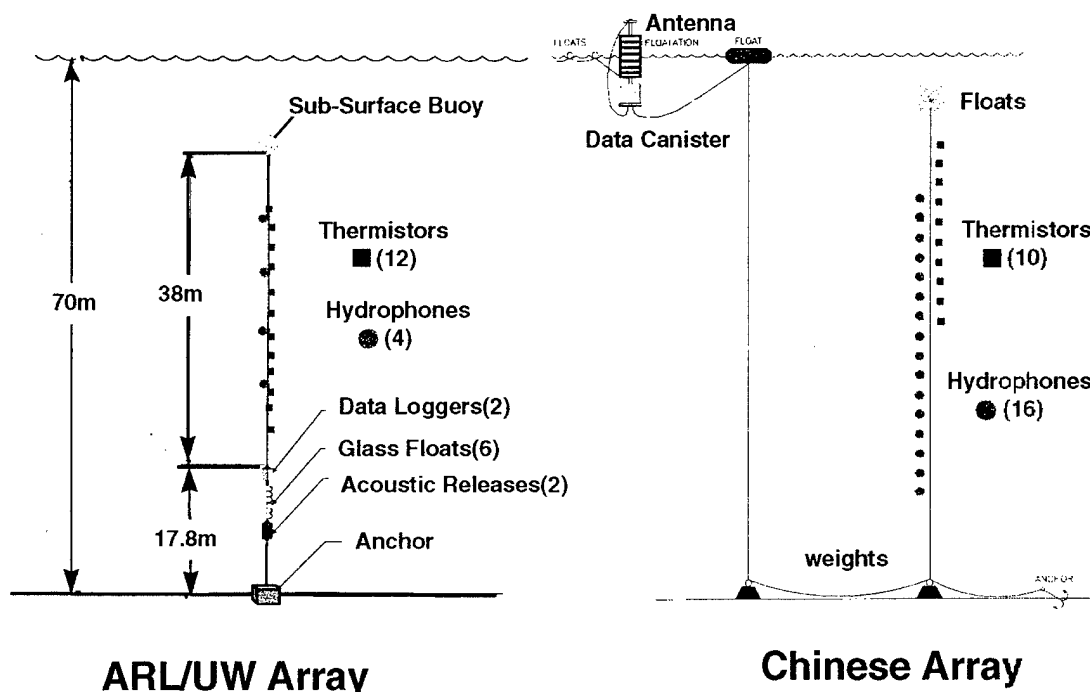 Sub-Surface Buoy
Thermistors
(12)
70m
38m
Hydrophones
(4)
Data Loggers(2)
Glass Floats(6)
Acoustic Releases(2)
17.8m
Anchor
ARL/UW Array
Antenna
FLOATS
FLOATATION
FLOAT
Data Canister
Floats
Thermistors
(10)
Hydrophones
(16)
weights
ANCHOR
Chinese Array